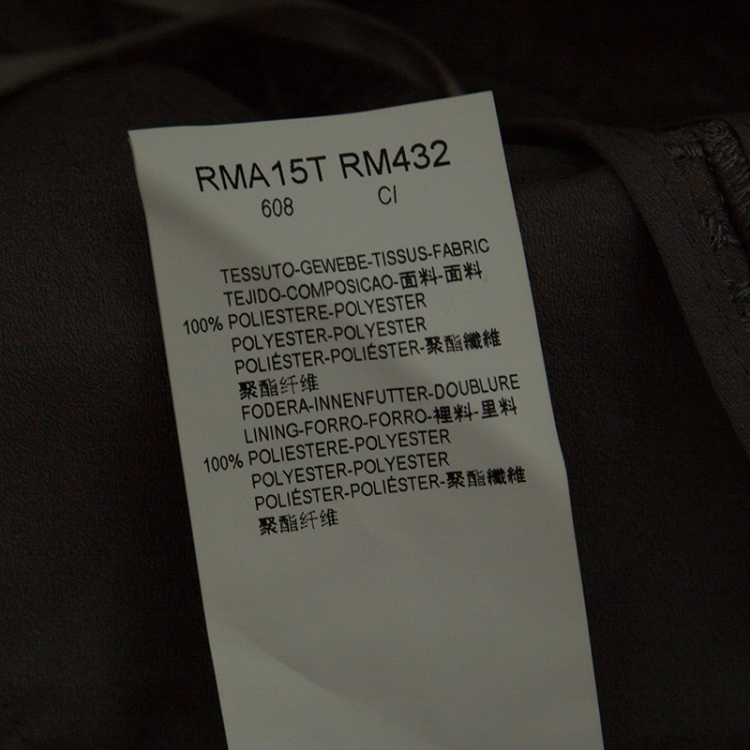 RMA15T RM432
608 CI
TESSUTO-GEWEBE-TISSUS-FABRIC
TEJIDO-COMPOSICAO-面料-面料
100% POLIESTERE-POLYESTER
POLYESTER-POLYESTER
POLIÉSTER-POLIÉSTER-聚酯纖維
聚酯纤维
FODERA-INNENFUTTER-DOUBLURE
LINING-FORRO-FORRO-裡料-里料
100% POLIESTERE-POLYESTER
POLYESTER-POLYESTER
POLIÉSTER-POLIÉSTER-聚酯纖維
聚酯纤维